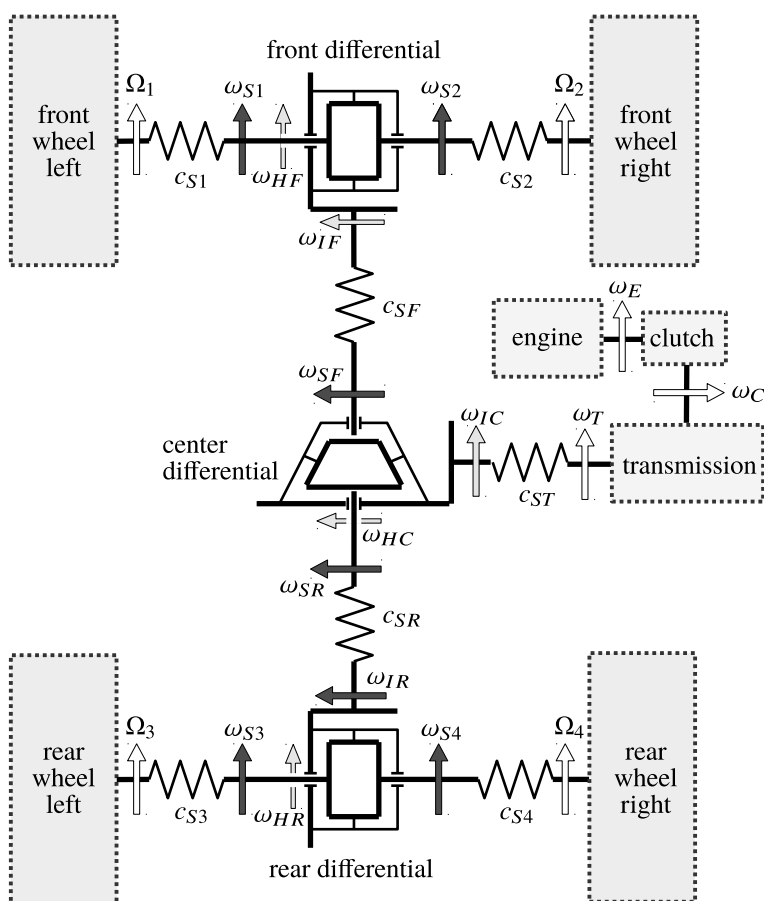 front differential
Ω1
ωS1
ωS2
Ω2
front
wheel
left
front
wheel
right
cS1
ωHF
cS2
ωIF
cSF
ωE
engine
clutch
ωSF
ωC
ωIC
ωT
center
differential
transmission
cST
ωHC
ωSR
cSR
ωIR
Ω3
ωS3
ωS4
Ω4
rear
wheel
left
rear
wheel
right
cS3
ωHR
cS4
rear differential